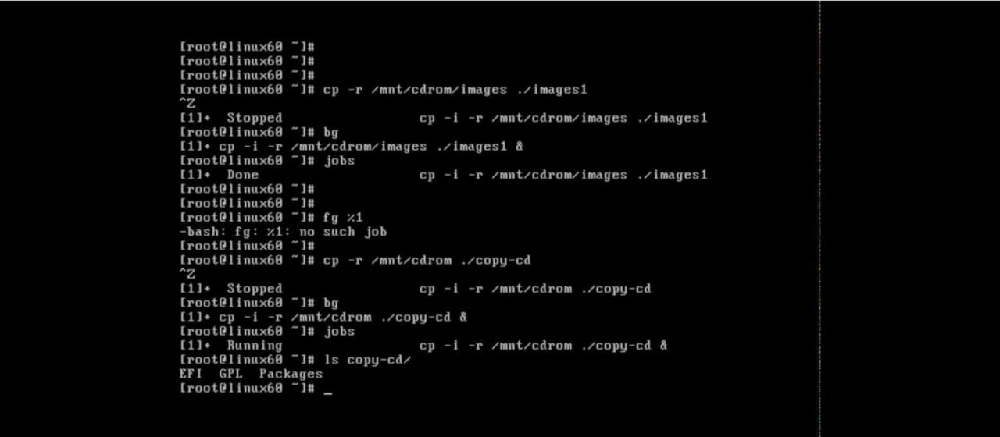 [root@linux60 ~]#
[root@linux60 ~]#
[root@linux60 ~]#
[root@linux60 ~]# cp -r /mnt/cdrom/images ./images1
^Z
[1]+  Stopped                 cp -i -r /mnt/cdrom/images ./images1
[root@linux60 ~]# bg
[1]+ cp -i -r /mnt/cdrom/images ./images1 &
[root@linux60 ~]# jobs
[1]+  Done                    cp -i -r /mnt/cdrom/images ./images1
[root@linux60 ~]#
[root@linux60 ~]#
[root@linux60 ~]# fg %1
-bash: fg: %1: no such job
[root@linux60 ~]#
[root@linux60 ~]# cp -r /mnt/cdrom ./copy-cd
^Z
[1]+  Stopped                 cp -i -r /mnt/cdrom ./copy-cd
[root@linux60 ~]# bg
[1]+ cp -i -r /mnt/cdrom ./copy-cd &
[root@linux60 ~]# jobs
[1]+  Running                 cp -i -r /mnt/cdrom ./copy-cd &
[root@linux60 ~]# ls copy-cd/
EFI  GPL  Packages
[root@linux60 ~]# _